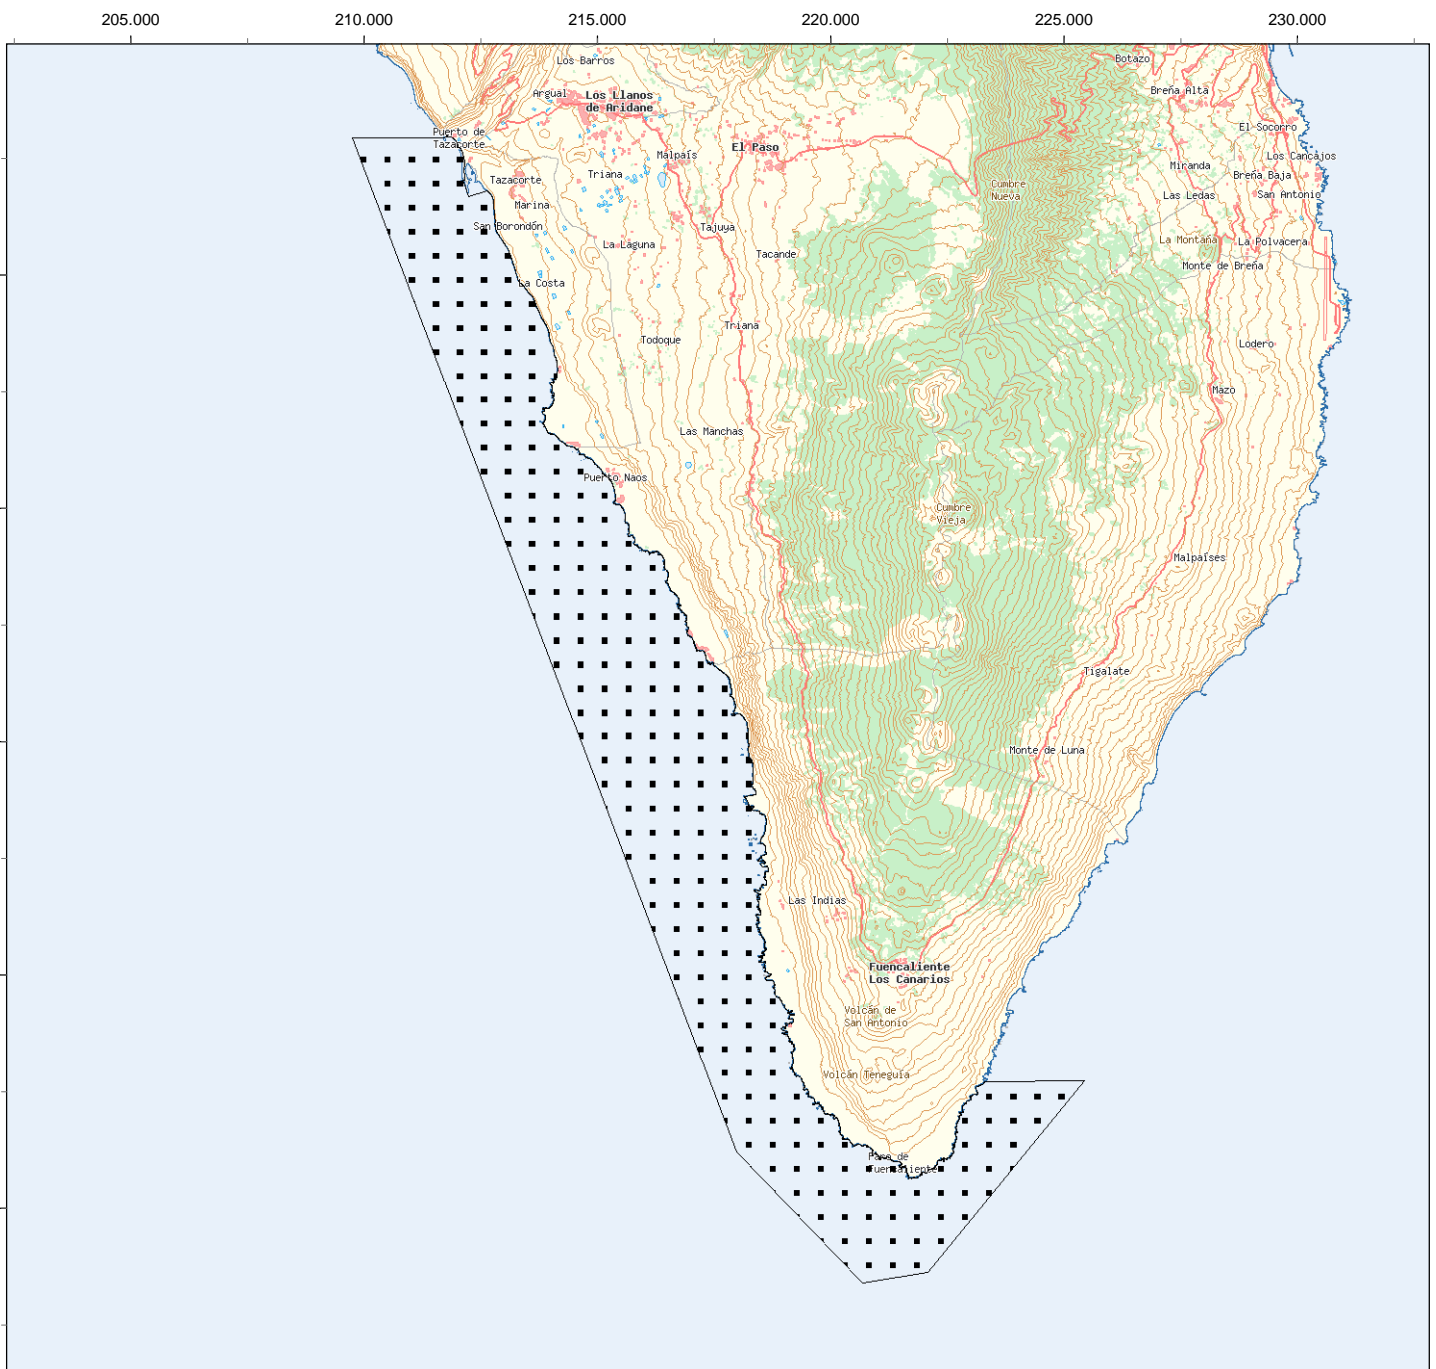 205.000 210.000 215.000 220.000 225.000 230.000
Los Barros
Botazo
Argual
Los Llanos
de Aridane
Breña Alta
El Socorro
Puerto de
Tazacorte
El Paso
Malpaís
Los Cancajos
Miranda
Triana
Breña Baja
Tazacorte
Cumbre
Nueva
Las Ledas
San Antonio
Marina
San Borondón
Tajuya
La Laguna
La Montaña
La Polvacera
Tacande
Monte de Breña
La Costa
Triana
Todoque
Lodero
Mazo
Las Manchas
Puerto Naos
Cumbre
Vieja
Malpaíses
Tigalate
Monte de Luna
Las Indias
Fuencaliente
Los Canarios
Volcán de
San Antonio
Volcán Teneguía
Faro de
Fuencaliente